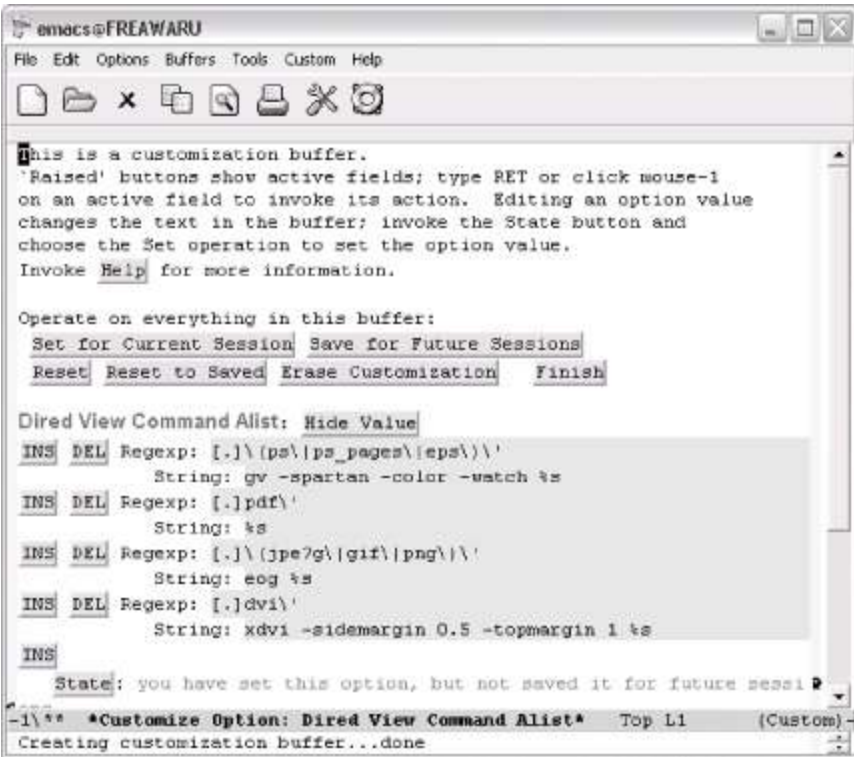 emacs@FREAWARU
File Edit Options Buffers Tools Custom Help
This is a customization buffer.
`Raised' buttons show active fields; type RET or click mouse-1
on an active field to invoke its action. Editing an option value
changes the text in the buffer; invoke the State button and
choose the Set operation to set the option value.
Invoke Help for more information.
Operate on everything in this buffer:
Set for Current Session Save for Future Sessions
Reset Reset to Saved Erase Customization Finish
Dired View Command Alist: Hide Value
INS DEL Regexp: [.]\(ps\|ps_pages\|eps\)\'
String: gv -spartan -color -watch %s
INS DEL Regexp: [.]pdf\'
String: %s
INS DEL Regexp: [.]\(jpe?g\|gif\|png\)\'
String: eog %s
INS DEL Regexp: [.]dvi\'
String: xdvi -sidemargin 0.5 -topmargin 1 %s
INS
State: you have set this option, but not saved it for future sessi
-1\** *Customize Option: Dired View Command Alist* Top L1 (Custom)-
Creating customization buffer...done